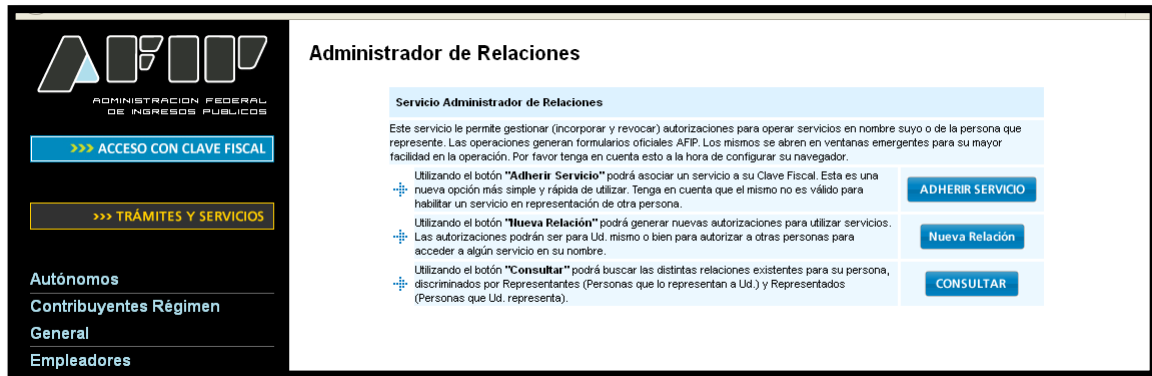 AFIP
ADMINISTRACION FEDERAL
DE INGRESOS PUBLICOS
>>> ACCESO CON CLAVE FISCAL
>>> TRÁMITES Y SERVICIOS
Autónomos
Contribuyentes Régimen
General
Empleadores
Administrador de Relaciones
Servicio Administrador de Relaciones
Este servicio le permite gestionar (incorporar y revocar) autorizaciones para operar servicios en nombre suyo o de la persona que
represente. Las operaciones generan formularios oficiales AFIP. Los mismos se abren en ventanas emergentes para su mayor
facilidad en la operación. Por favor tenga en cuenta esto a la hora de configurar su navegador.
Utilizando el botón "Adherir Servicio" podrá asociar un servicio a su Clave Fiscal. Esta es una
nueva opción más simple y rápida de utilizar. Tenga en cuenta que el mismo no es válido para
habilitar un servicio en representación de otra persona.
ADHERIR SERVICIO
Utilizando el botón "Nueva Relación" podrá generar nuevas autorizaciones para utilizar servicios.
Las autorizaciones podrán ser para Ud. mismo o bien para autorizar a otras personas para
acceder a algún servicio en su nombre.
Nueva Relación
Utilizando el botón "Consultar" podrá buscar las distintas relaciones existentes para su persona,
discriminados por Representantes (Personas que lo representan a Ud.) y Representados
(Personas que Ud. representa).
CONSULTAR